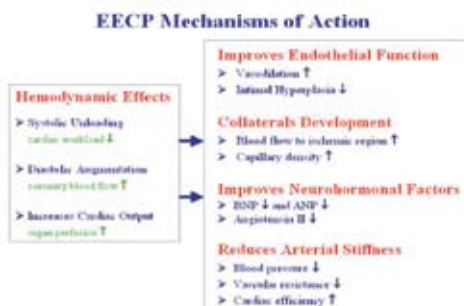 EECP Mechanisms of Action
Hemodynamic Effects
➤ Systolic Unloading
cardiac workload ↓
➤ Diastolic Augmentation
coronary blood flow ↑
➤ Increases Cardiac Output
organ perfusion ↑
Improves Endothelial Function
➤ Vasodilation ↑
➤ Intimal Hyperplasia ↓
Collaterals Development
➤ Blood flow to ischemic region ↑
➤ Capillary density ↑
Improves Neurohormonal Factors
➤ BNP ↓ and ANP ↓
➤ Angiotensin II ↓
Reduces Arterial Stiffness
➤ Blood pressure ↓
➤ Vascular resistance ↓
➤ Cardiac efficiency ↑